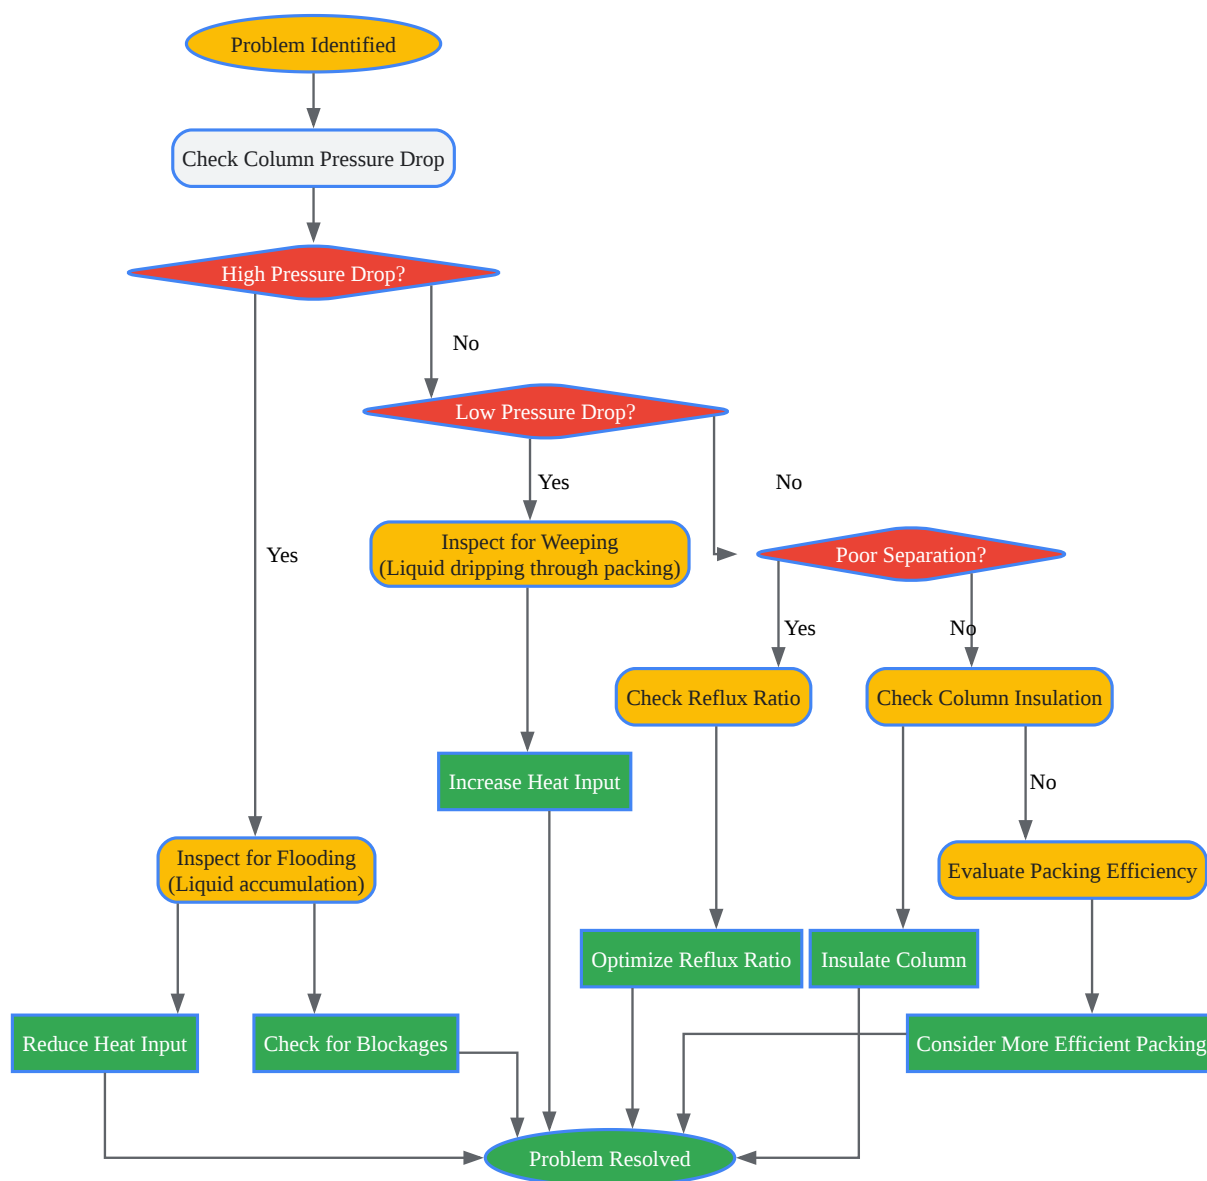 Problem Identified
Check Column Pressure Drop
High Pressure Drop?
No
Low Pressure Drop?
Yes
No
Inspect for Weeping
(Liquid dripping through packing)
Yes
Poor Separation?
Yes
No
Check Reflux Ratio
Check Column Insulation
Increase Heat Input
No
Inspect for Flooding
(Liquid accumulation)
Evaluate Packing Efficiency
Optimize Reflux Ratio
Insulate Column
Reduce Heat Input
Check for Blockages
Consider More Efficient Packing
Problem Resolved